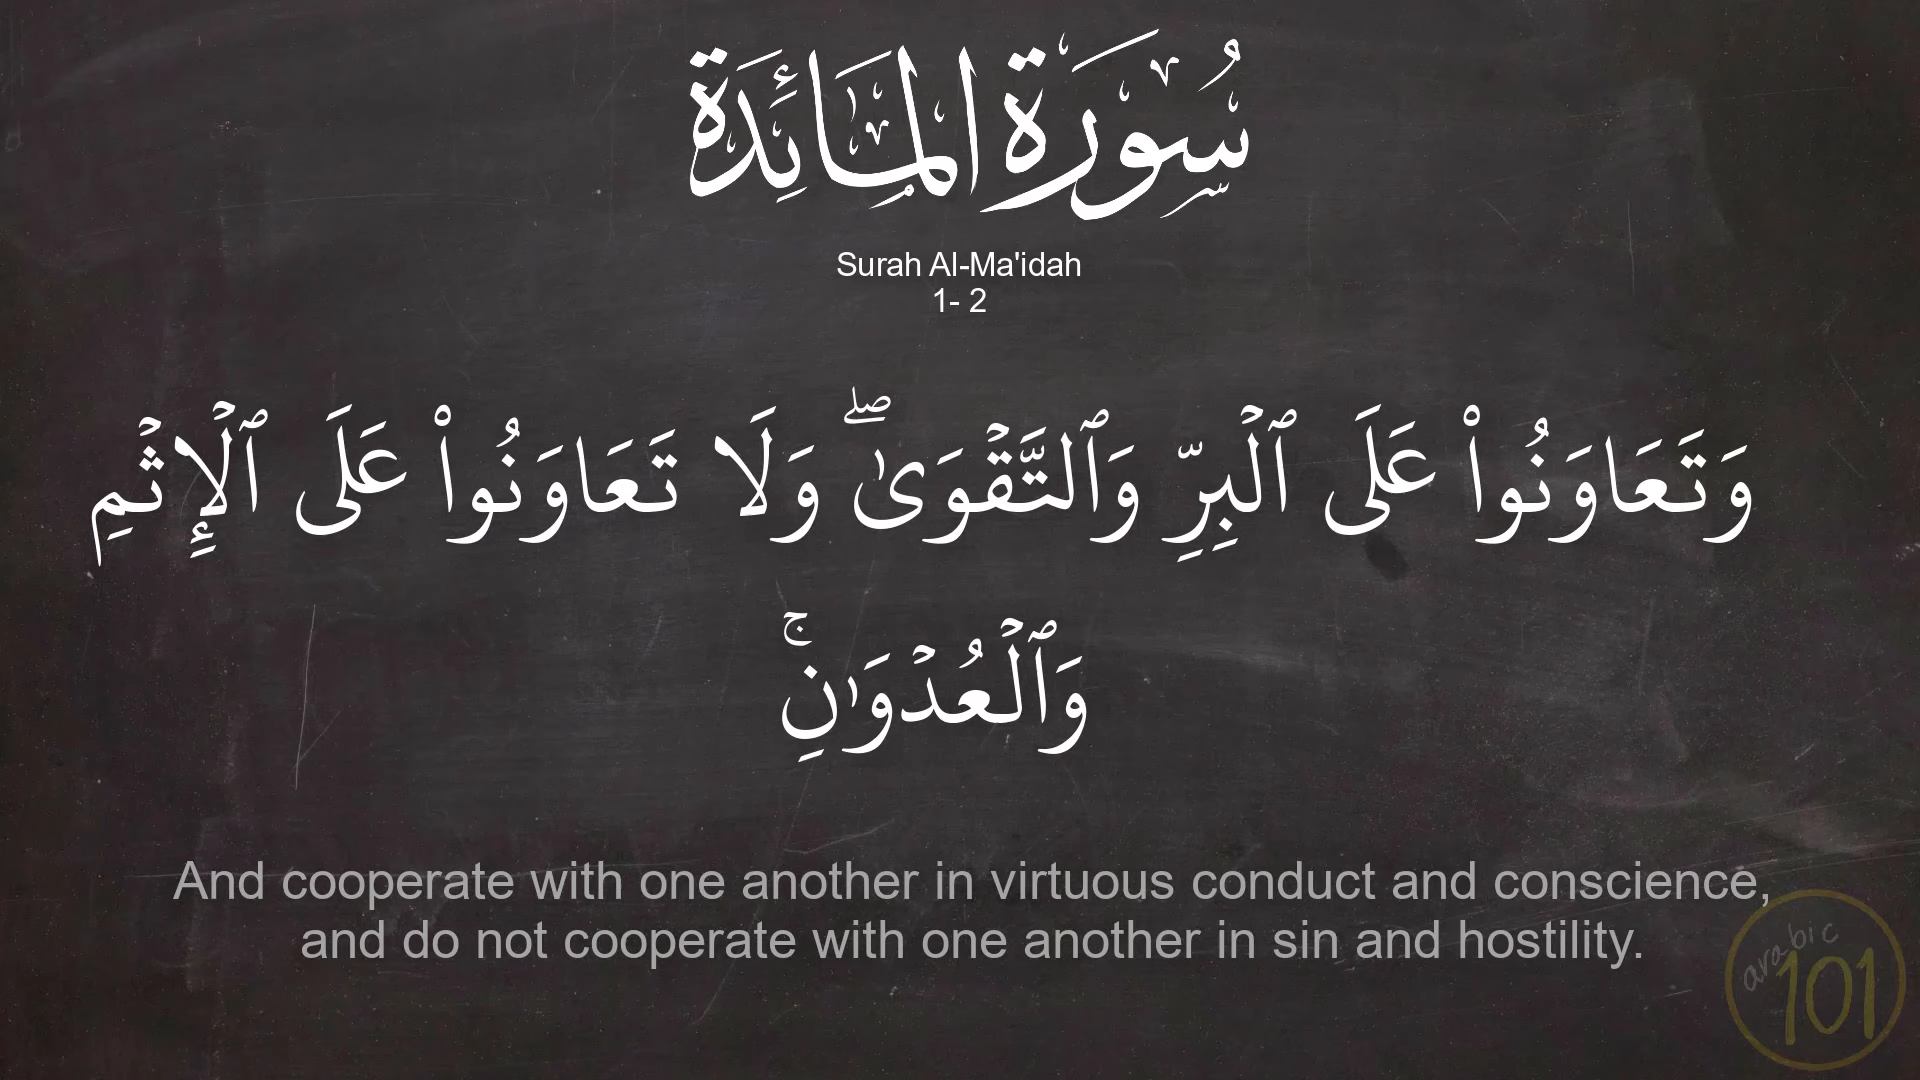 سُورَةُ المَائِدَةِ
Surah Al-Ma'idah
1- 2
وَتَعَاوَنُوا۟ عَلَى ٱلْبِرِّ وَٱلتَّقْوَىٰ ۖ وَلَا تَعَاوَنُوا۟ عَلَى ٱلْإِثْمِ
وَٱلْعُدْوَٰنِ ۚ
And cooperate with one another in virtuous conduct and conscience,
and do not cooperate with one another in sin and hostility.
arabic
101